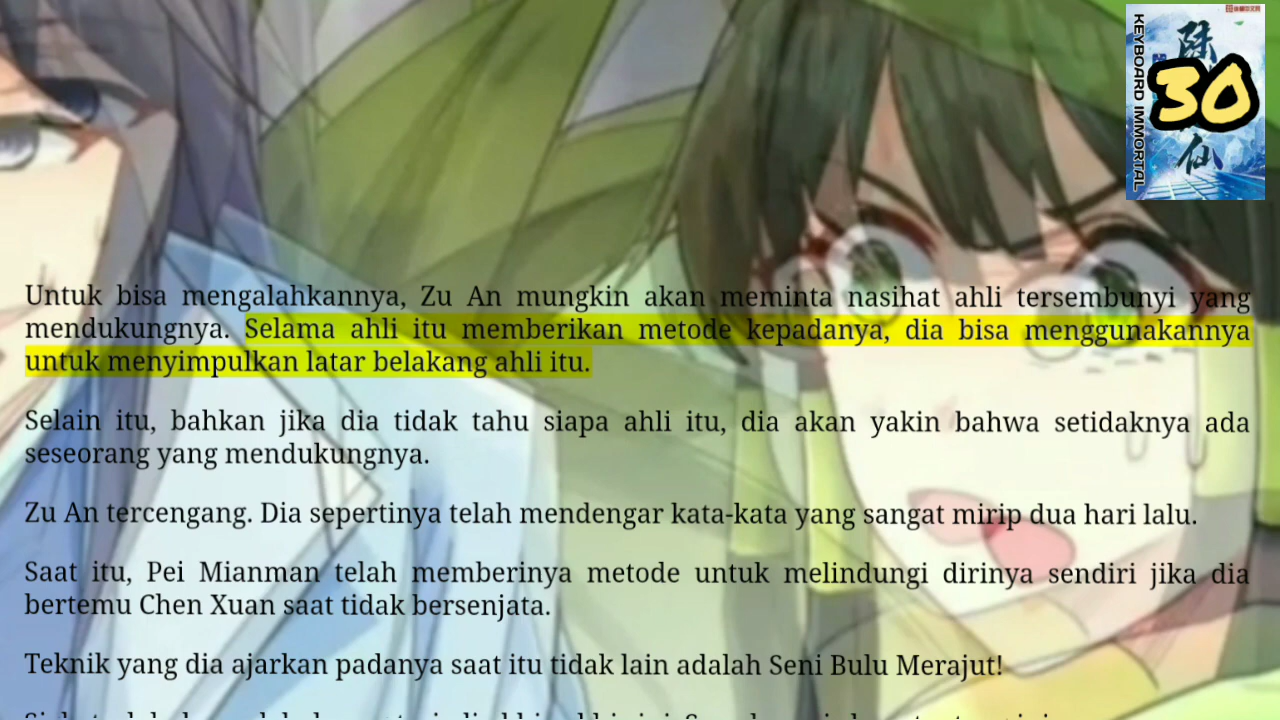 KEYBOARD IMMORTAL
30
仙
Untuk bisa mengalahkannya, Zu An mungkin akan meminta nasihat ahli tersembunyi yang
mendukungnya. Selama ahli itu memberikan metode kepadanya, dia bisa menggunakannya
untuk menyimpulkan latar belakang ahli itu.
Selain itu, bahkan jika dia tidak tahu siapa ahli itu, dia akan yakin bahwa setidaknya ada
seseorang yang mendukungnya.
Zu An tercengang. Dia sepertinya telah mendengar kata-kata yang sangat mirip dua hari lalu.
Saat itu, Pei Mianman telah memberinya metode untuk melindungi dirinya sendiri jika dia
bertemu Chen Xuan saat tidak bersenjata.
Teknik yang dia ajarkan padanya saat itu tidak lain adalah Seni Bulu Merajut!